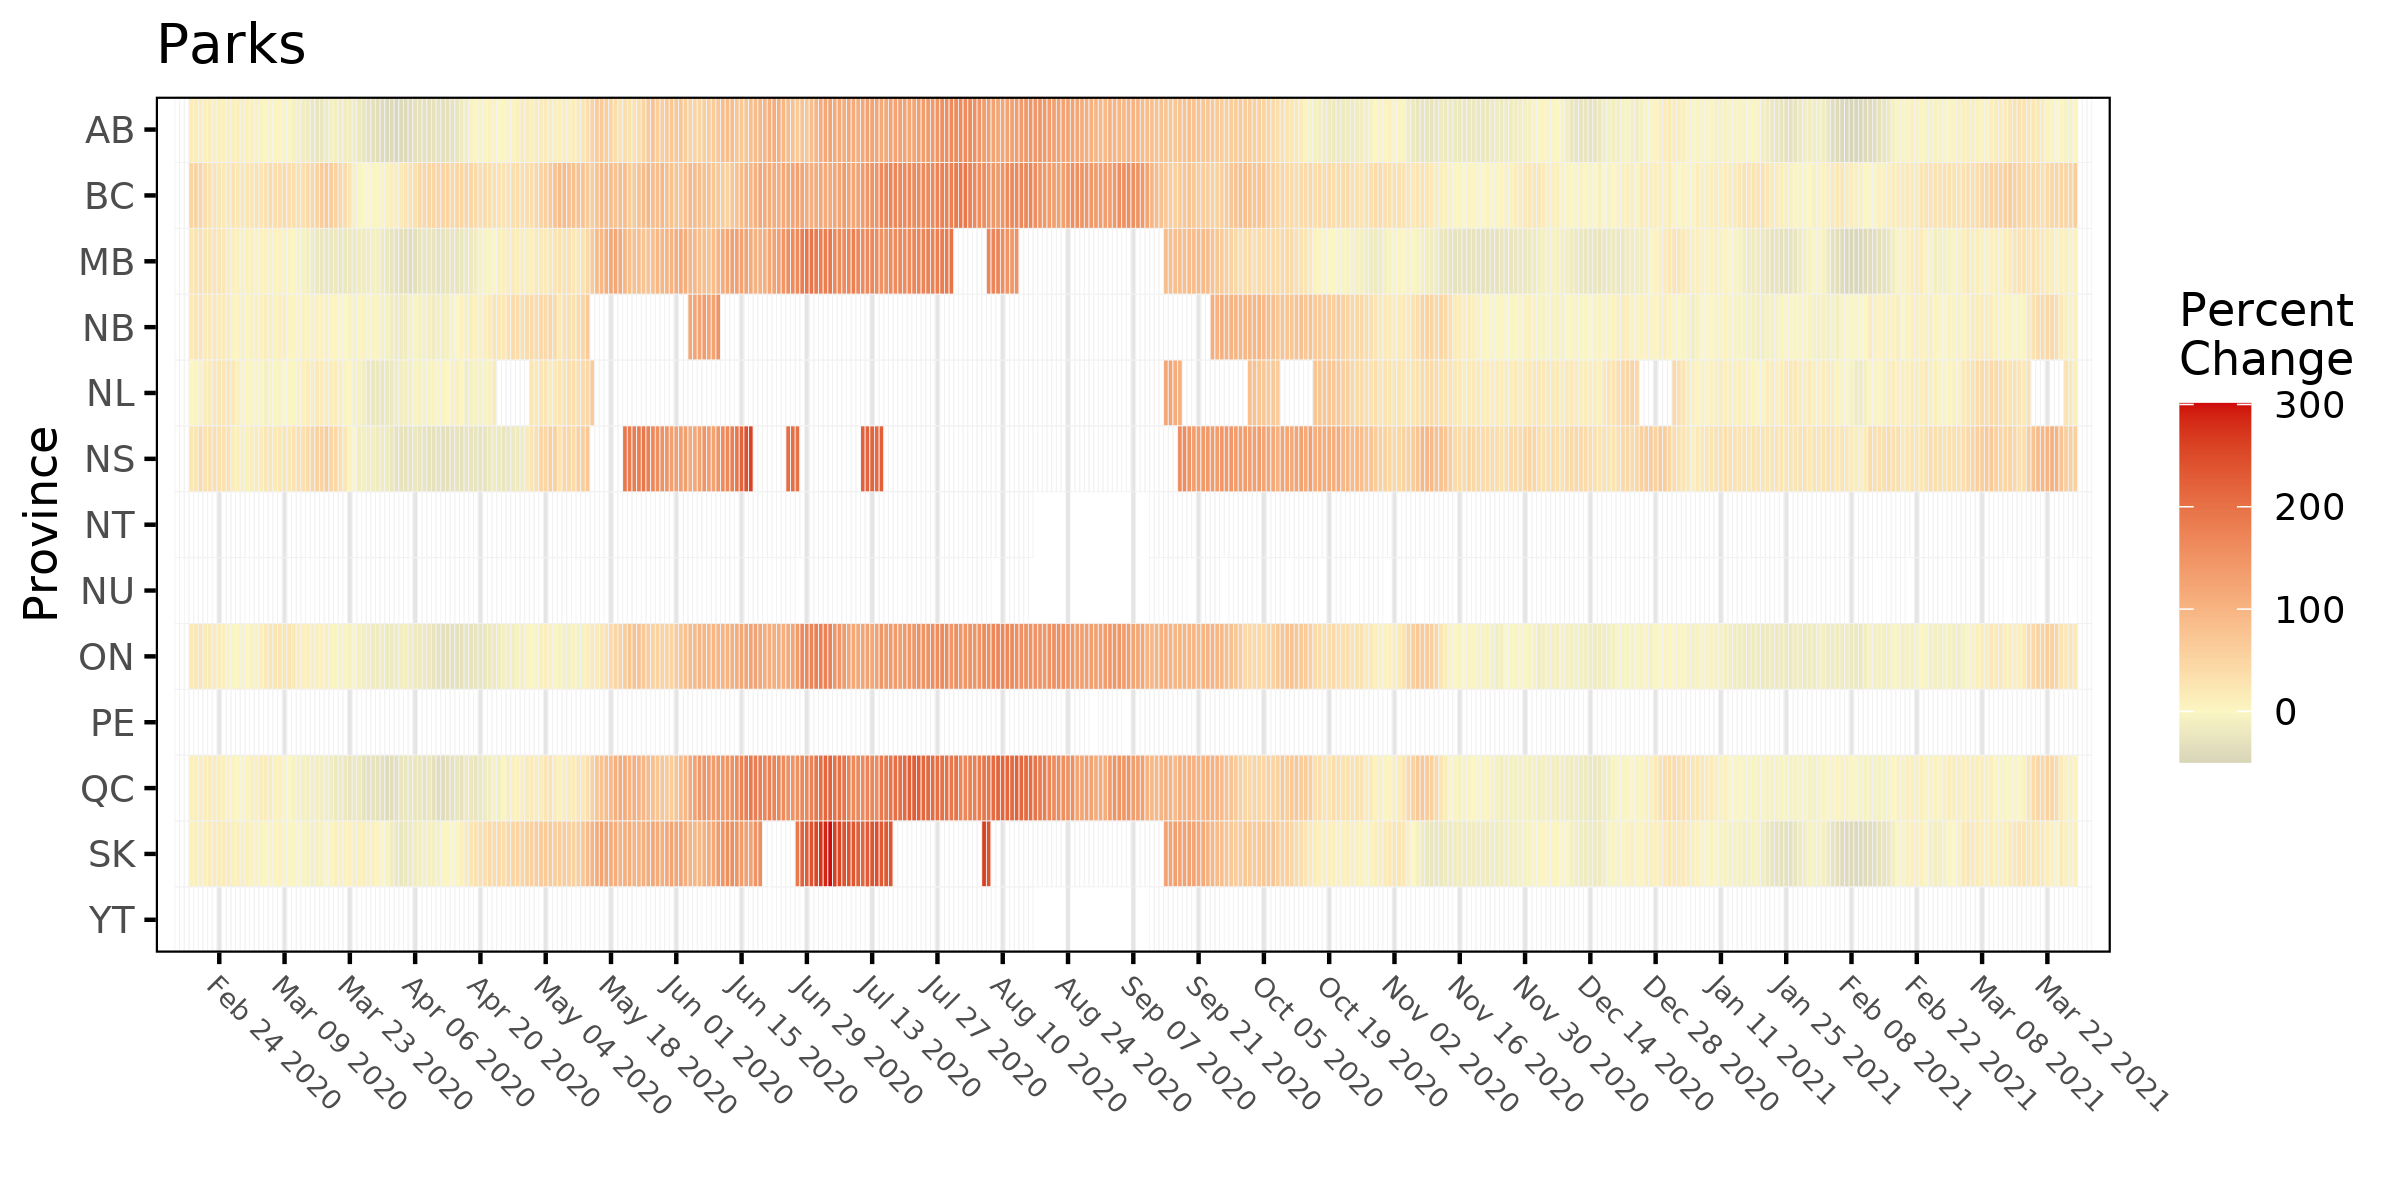 Parks
Province
AB
BC
MB
NB
NL
NS
NT
NU
ON
PE
QC
SK
YT
Feb 24 2020
Mar 09 2020
Mar 23 2020
Apr 06 2020
Apr 20 2020
May 04 2020
May 18 2020
Jun 01 2020
Jun 15 2020
Jun 29 2020
Jul 13 2020
Jul 27 2020
Aug 10 2020
Aug 24 2020
Sep 07 2020
Sep 21 2020
Oct 05 2020
Oct 19 2020
Nov 02 2020
Nov 16 2020
Nov 30 2020
Dec 14 2020
Dec 28 2020
Jan 11 2021
Jan 25 2021
Feb 08 2021
Feb 22 2021
Mar 08 2021
Mar 22 2021
Percent
Change
300
200
100
0